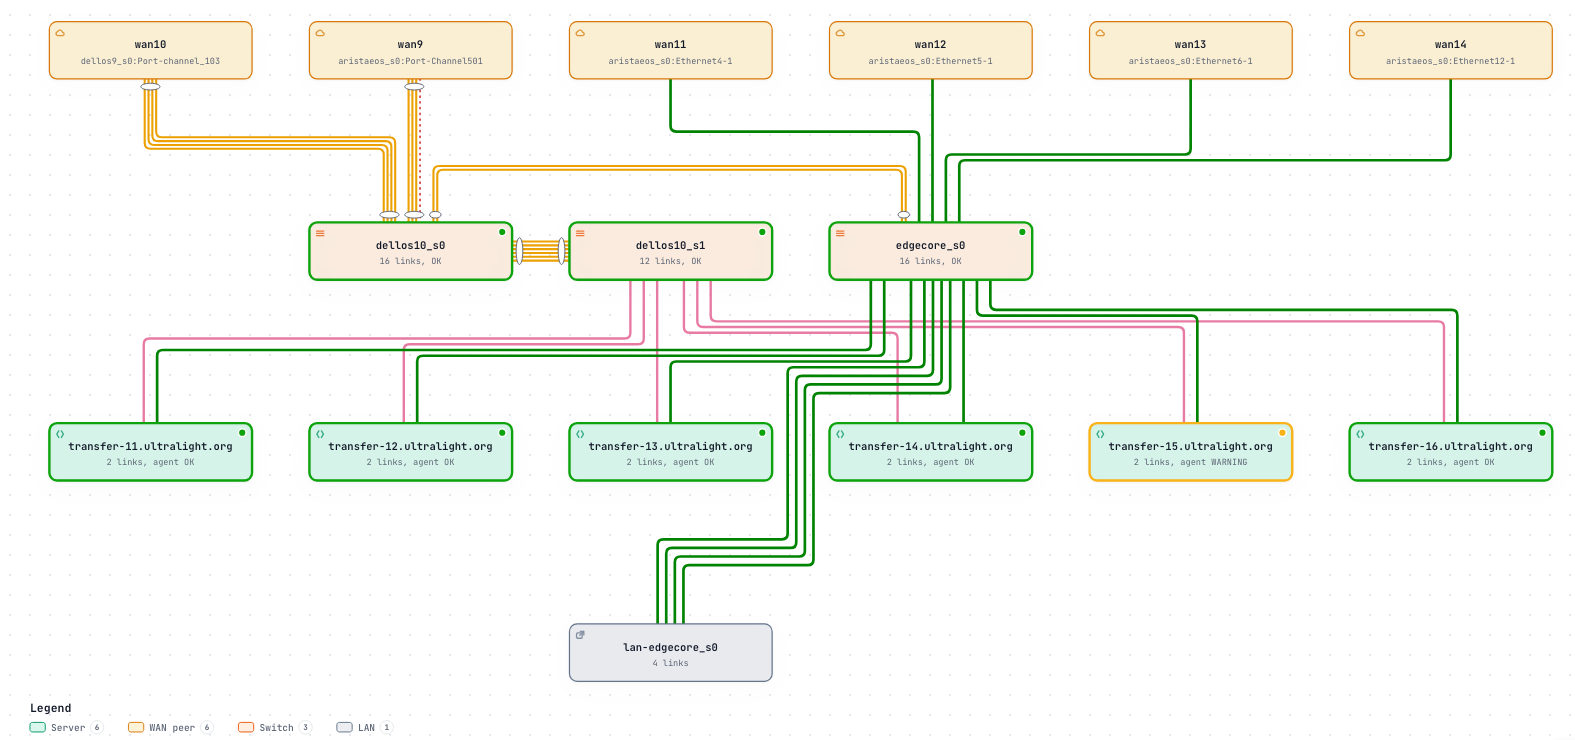 wan10
dellos9_s0:Port-channel_103
wan9
aristaeos_s0:Port-Channel501
wan11
aristaeos_s0:Ethernet4-1
wan12
aristaeos_s0:Ethernet5-1
wan13
aristaeos_s0:Ethernet6-1
wan14
aristaeos_s0:Ethernet12-1
dellos10_s0
16 links, OK
dellos10_s1
12 links, OK
edgecore_s0
16 links, OK
transfer-11.ultralight.org
2 links, agent OK
transfer-12.ultralight.org
2 links, agent OK
transfer-13.ultralight.org
2 links, agent OK
transfer-14.ultralight.org
2 links, agent OK
transfer-15.ultralight.org
2 links, agent WARNING
transfer-16.ultralight.org
2 links, agent OK
lan-edgecore_s0
4 links
Legend
Server 6 WAN peer 6 Switch 3 LAN 1